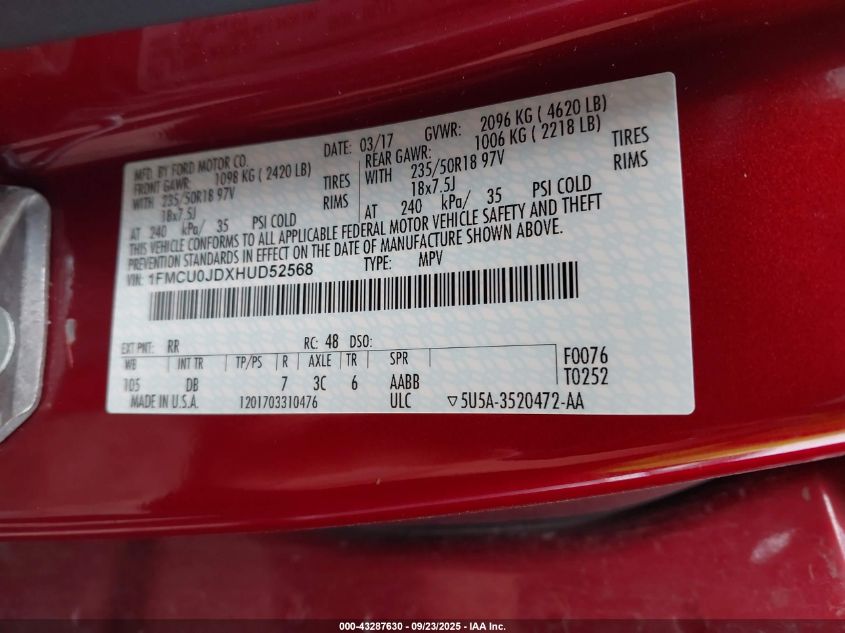 MFD. BY FORD MOTOR CO.
DATE: 03/17 GVWR: 2096 KG ( 4620 LB)
FRONT GAWR: 1098 KG ( 2420 LB)
REAR GAWR: 1006 KG ( 2218 LB)
WITH 235/50R18 97V TIRES
WITH 235/50R18 97V TIRES
18x7.5J RIMS
18x7.5J RIMS
AT 240 kPa/ 35 PSI COLD
AT 240 kPa/ 35 PSI COLD
THIS VEHICLE CONFORMS TO ALL APPLICABLE FEDERAL MOTOR VEHICLE SAFETY AND THEFT
PREVENTION STANDARDS IN EFFECT ON THE DATE OF MANUFACTURE SHOWN ABOVE.
VIN: 1FMCU0JDXHUD52568 TYPE: MPV
EXT PNT: RR RC: 48 DSO:
WB INT TR TP/PS R AXLE TR SPR F0076
105 DB 7 3C 6 AABB T0252
MADE IN U.S.A. 1201703310476 ULC ▽5U5A-3520472-AA
000-43287630 - 09/23/2025 - IAA Inc.